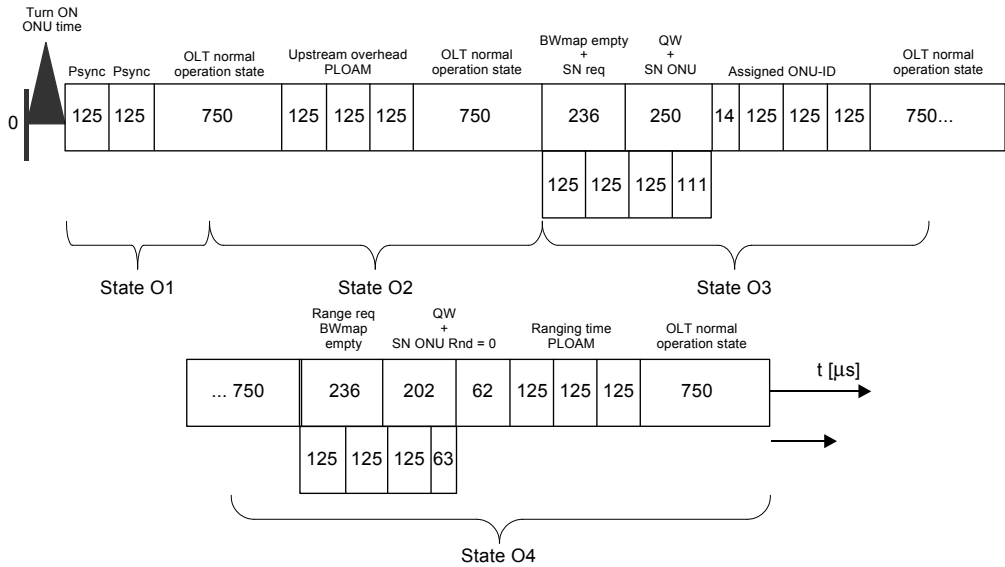 Turn ON
ONU time
BWmap empty
+
SN req
QW
+
SN ONU
Psync Psync
OLT normal
operation state
Upstream overhead
PLOAM
OLT normal
operation state
Assigned ONU-ID
OLT normal
operation state
0
125 125 750 125 125 125 750 236 250 14 125 125 125 750...
125 125 125 111
State O1 State O2 State O3
Range req
BWmap
empty
QW
+
SN ONU Rnd = 0
Ranging time
PLOAM
OLT normal
operation state
... 750 236 202 62 125 125 125 750
t [µs]
125 125 125 63
State O4